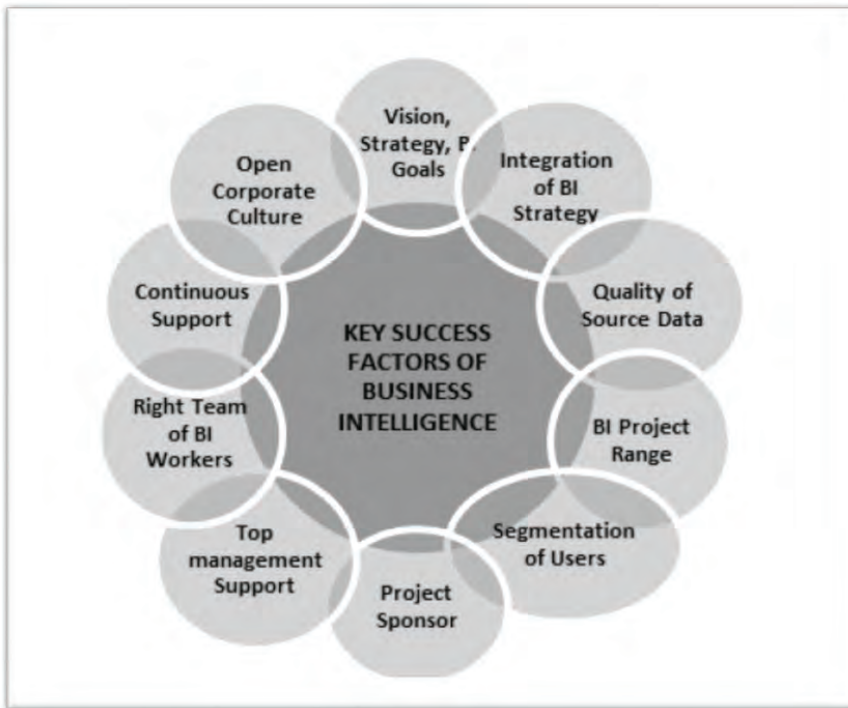 Vision,
Strategy, P.
Goals
Integration
of BI
Strategy
Quality of
Source Data
BI Project
Range
Segmentation
of Users
Project
Sponsor
Top
management
Support
Right Team
of BI
Workers
Continuous
Support
Open
Corporate
Culture
KEY SUCCESS
FACTORS OF
BUSINESS
INTELLIGENCE